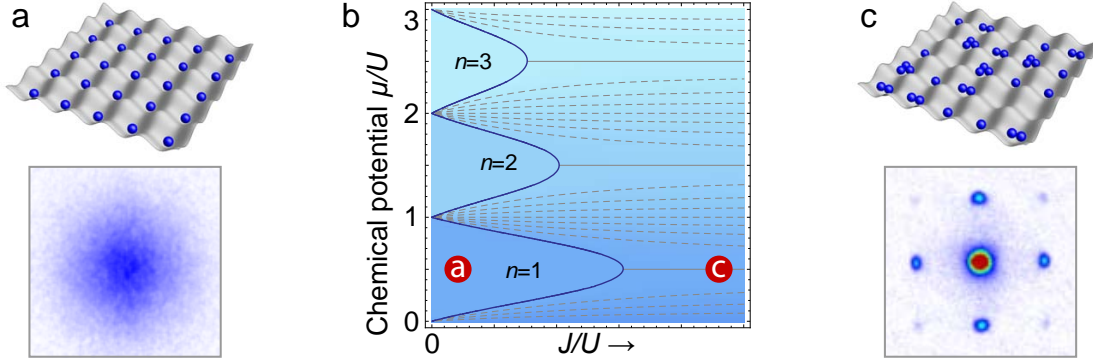 a
b
c
Chemical potential μ/U
3
2
1
0
n=3
n=2
n=1
a
c
0
J/U →